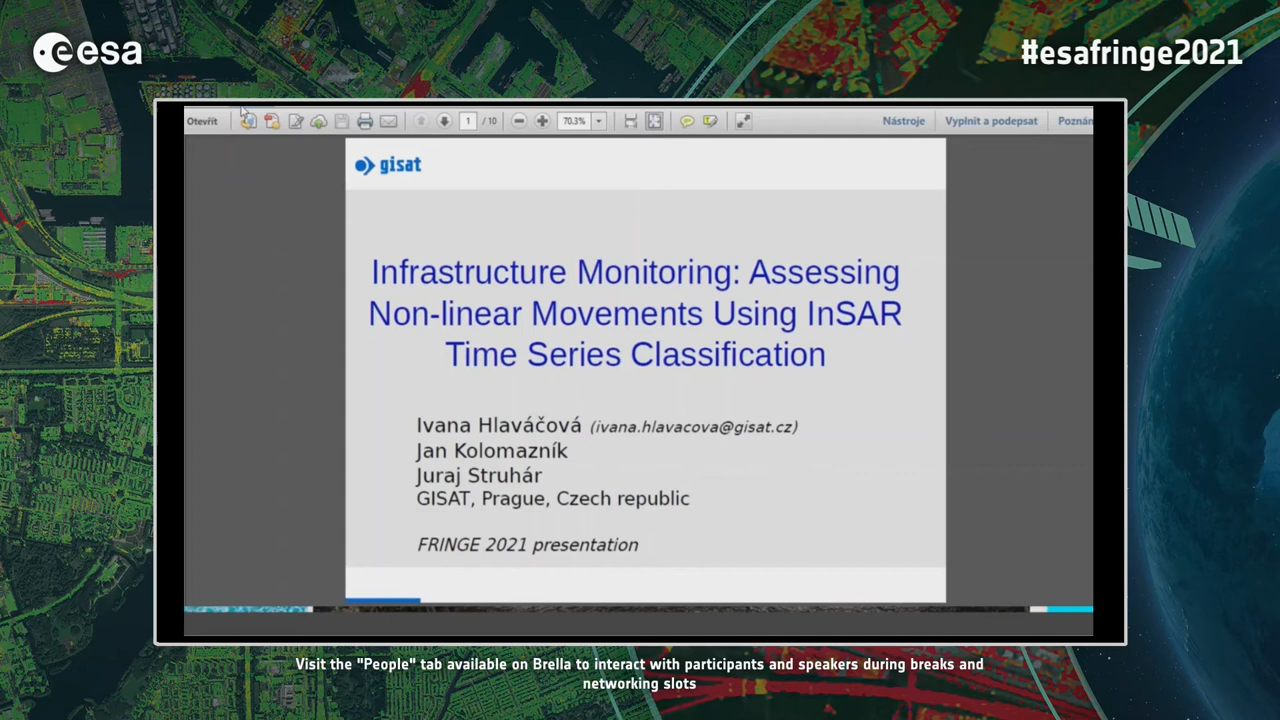 esa
#esafringe2021
Otevřít
1 / 10
70.3%
Nástroje
Vyplnit a podepsat
Poznám
gisat
Infrastructure Monitoring: Assessing
Non-linear Movements Using InSAR
Time Series Classification
Ivana Hlaváčová (ivana.hlavacova@gisat.cz)
Jan Kolomazník
Juraj Struhár
GISAT, Prague, Czech republic
FRINGE 2021 presentation
Visit the "People" tab available on Brella to interact with participants and speakers during breaks and
networking slots